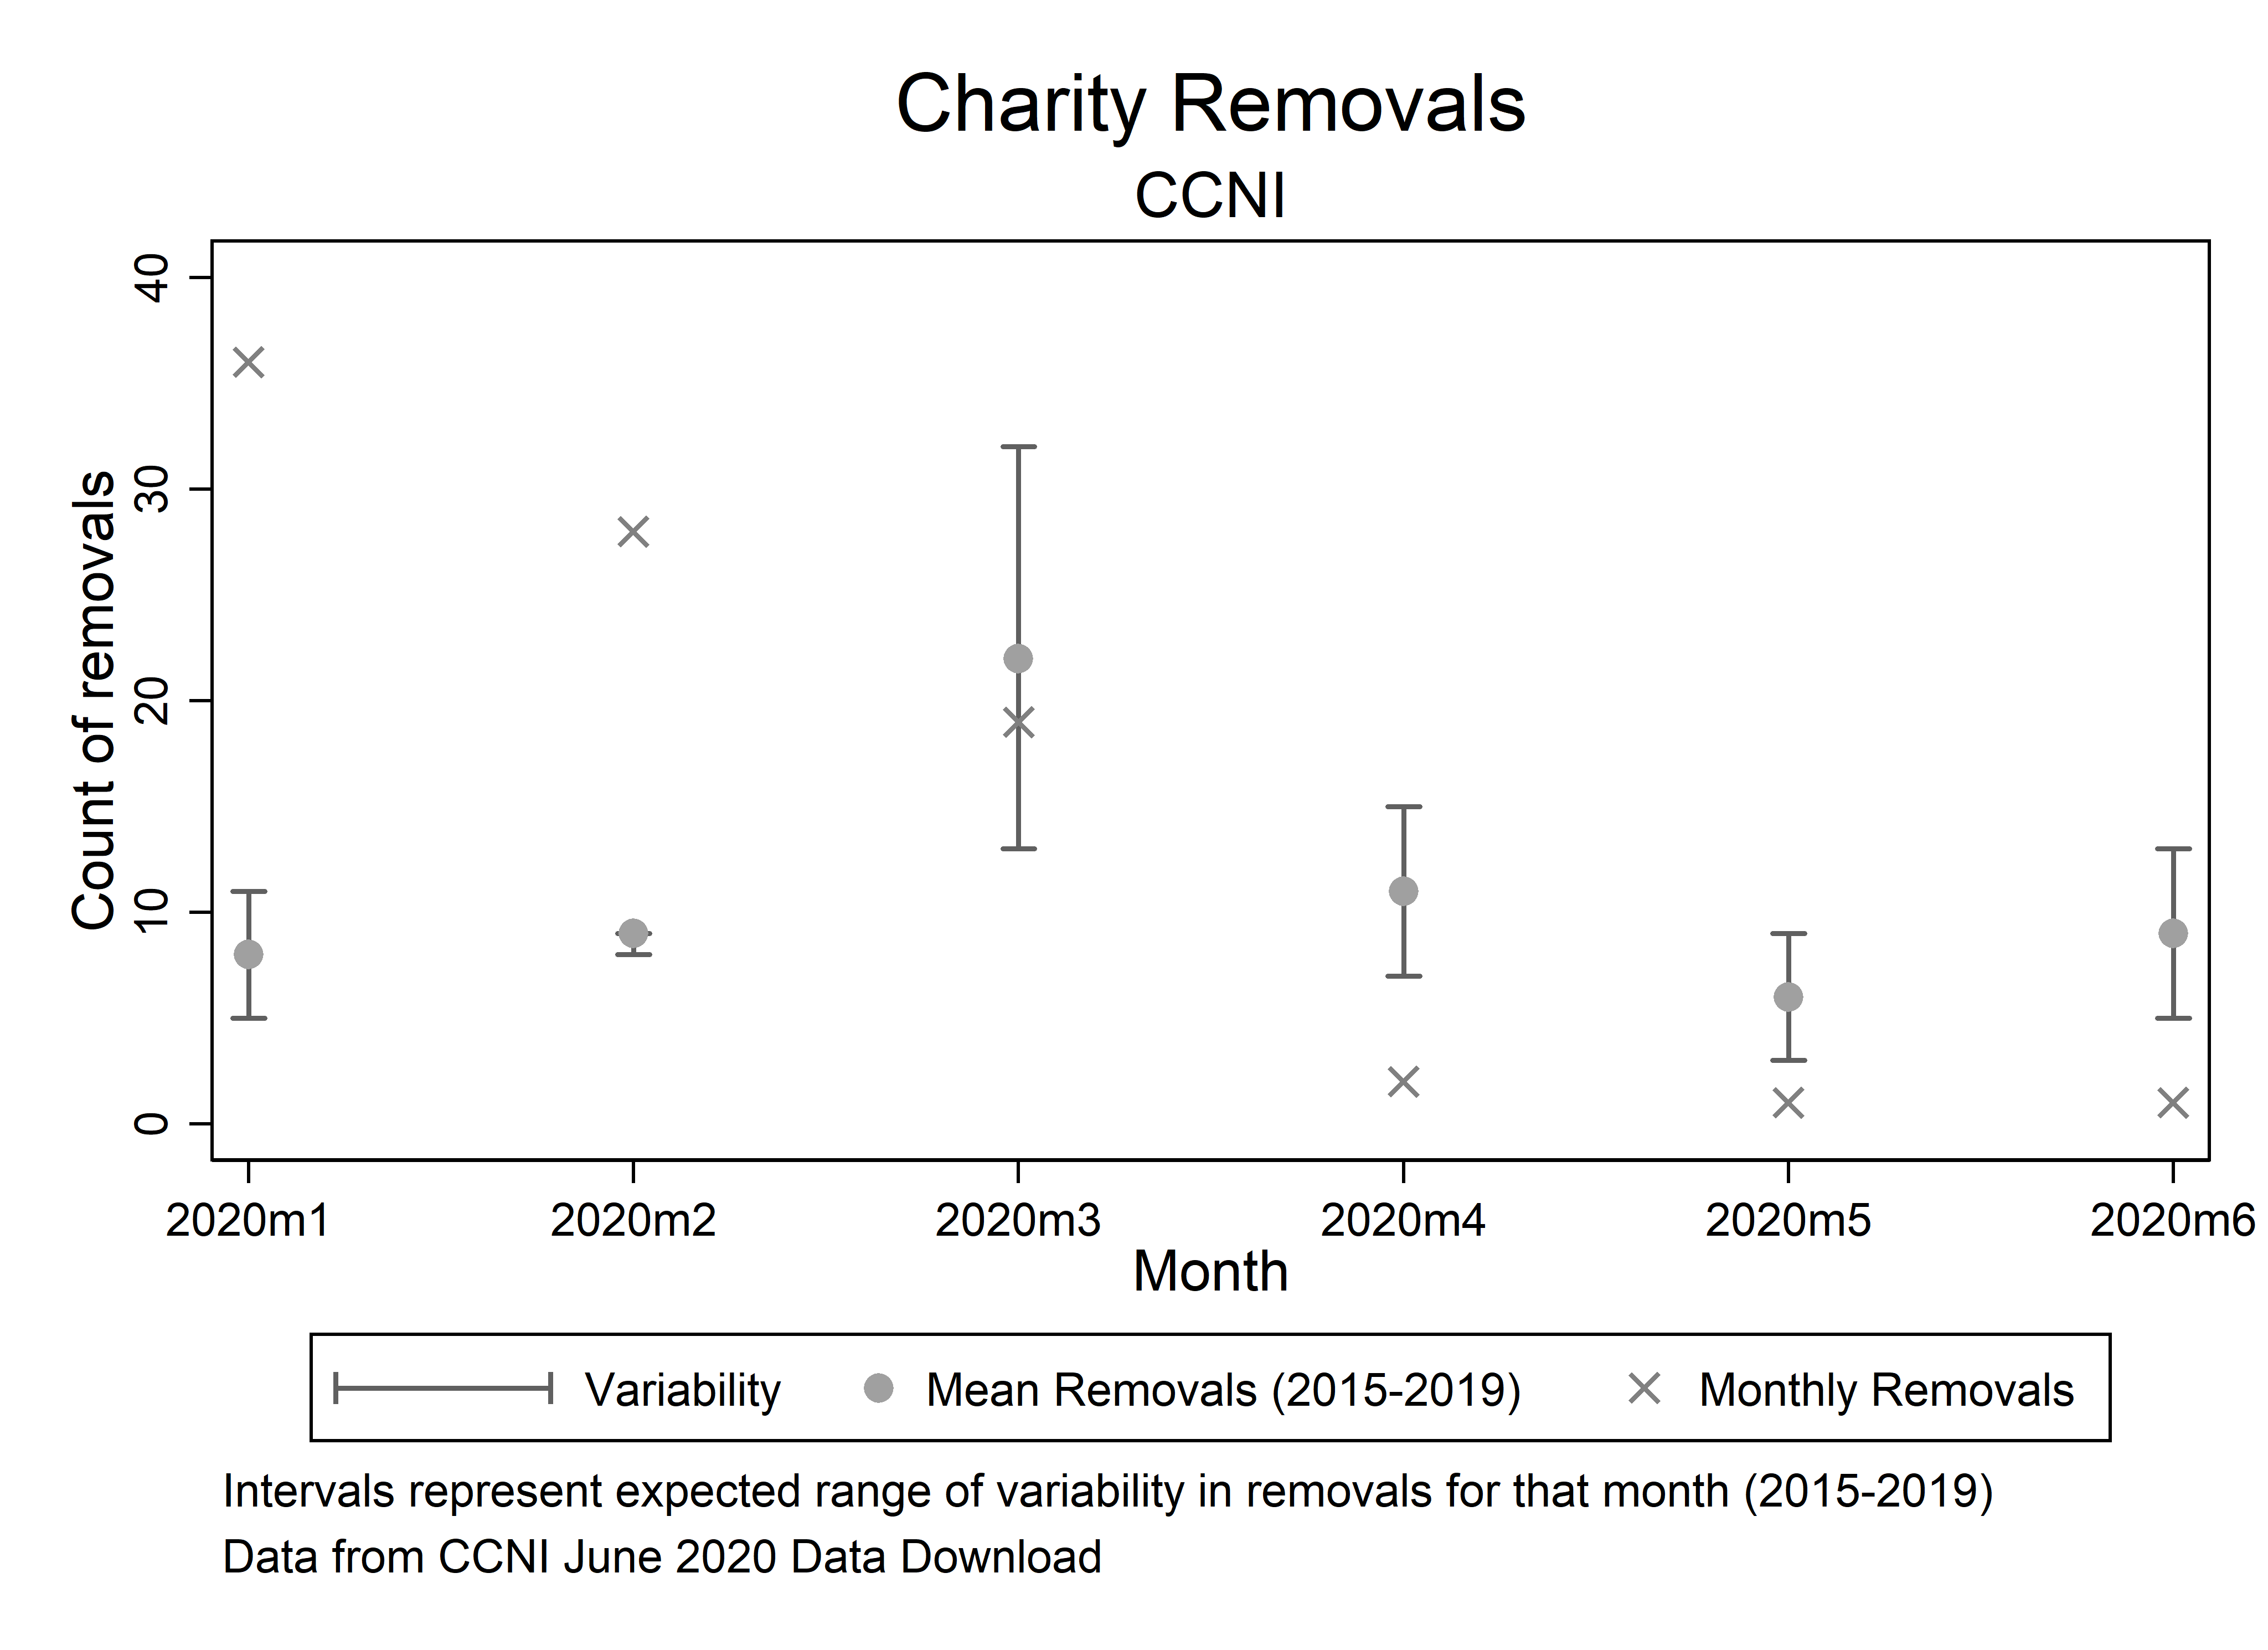 Charity Removals
CCNI
Count of removals
40
30
20
10
0
2020m1 2020m2 2020m3 2020m4 2020m5 2020m6
Month
Variability Mean Removals (2015-2019) Monthly Removals
Intervals represent expected range of variability in removals for that month (2015-2019)
Data from CCNI June 2020 Data Download